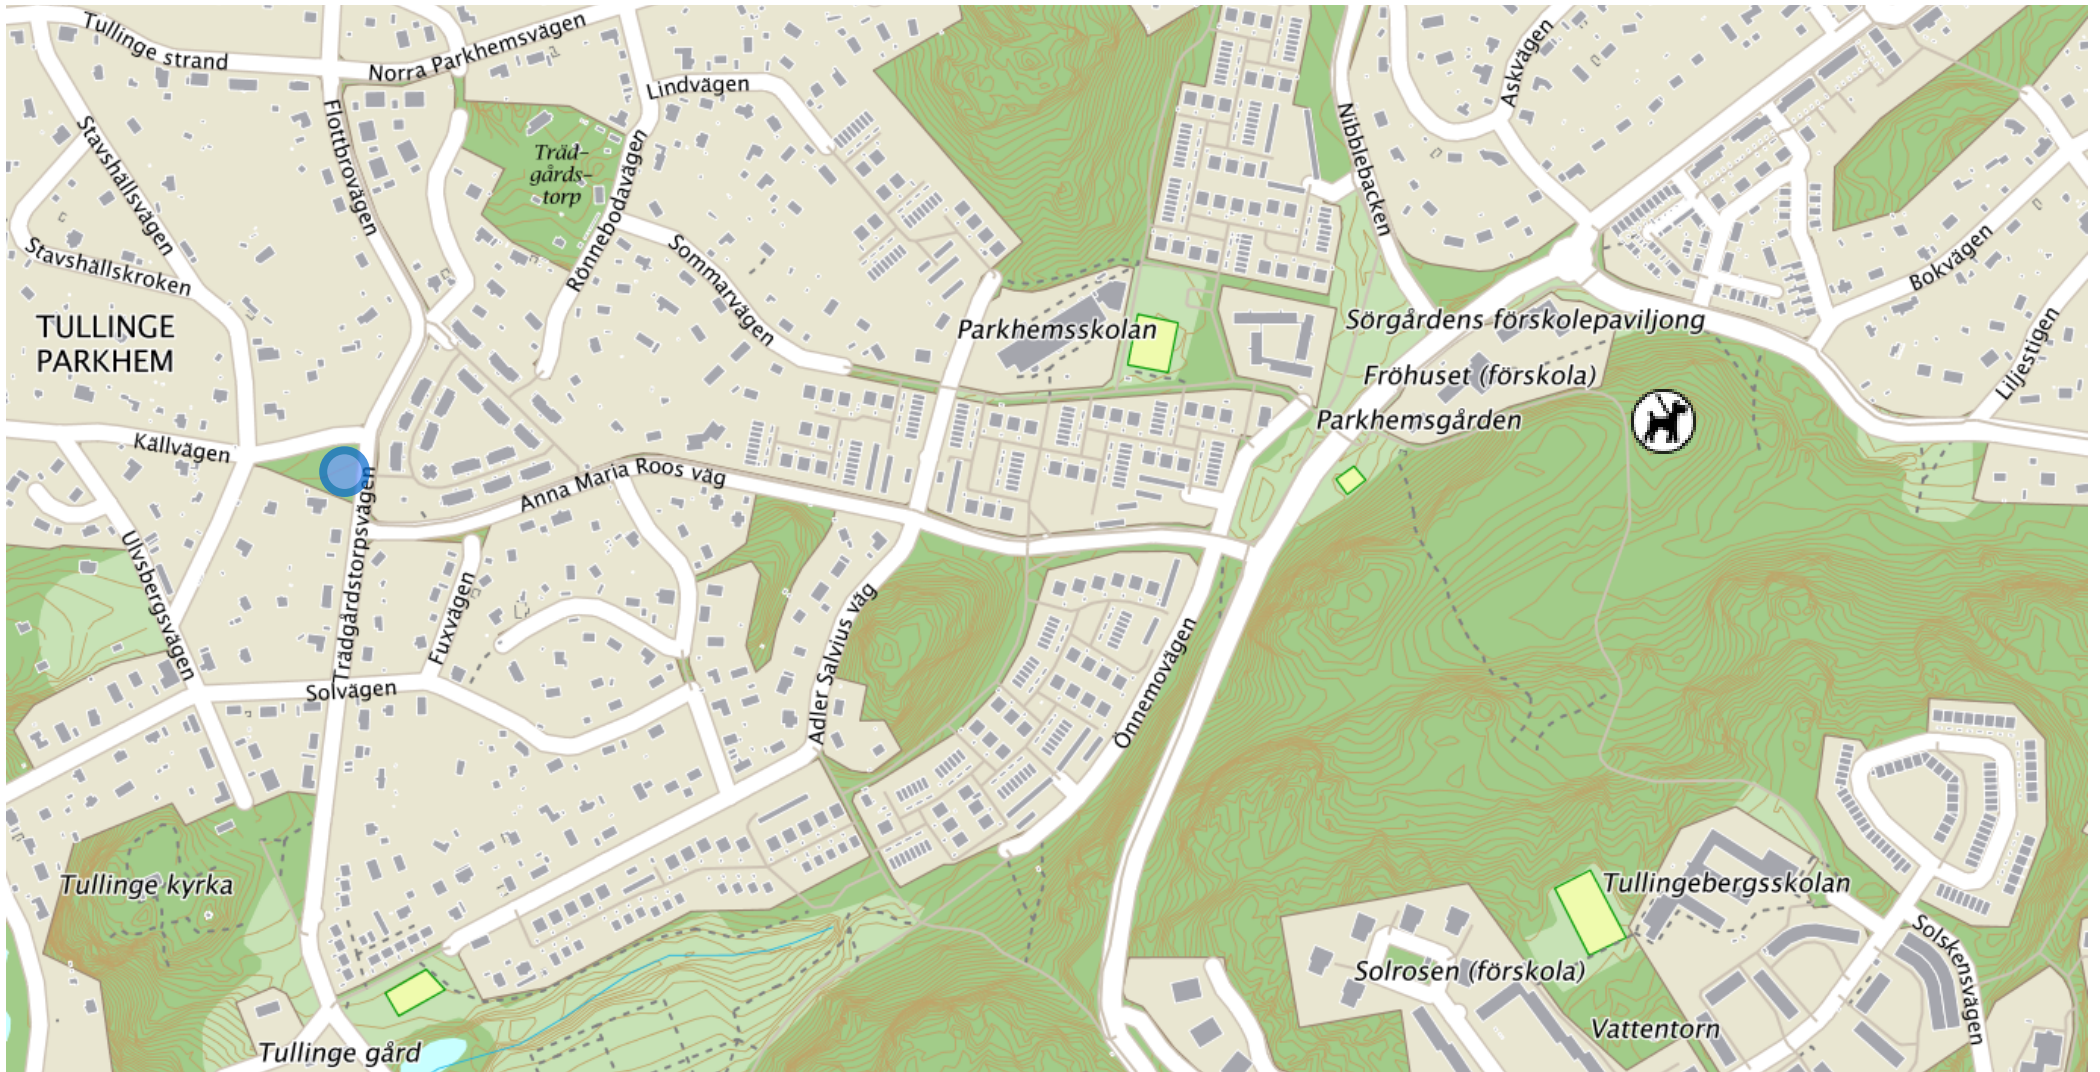 Tullinge strand
Norra Parkhemsvägen
Lindvägen
Askvägen
Nibblebacken
Flottbrovägen
Stavshällsvägen
Träd-
gårds-
torp
Rönnebodavägen
Stavshällskroken
Sommarvägen
Bokvägen
TULLINGE
PARKHEM
Parkhemsskolan
Sörgårdens förskolepaviljong
Fröhuset (förskola)
Liljestigen
Parkhemsgården
Källvägen
Anna Maria Roos väg
Trädgårdstorpsvägen
Ulvsbergsvägen
Fuxvägen
Adler Salvius väg
Önnemovägen
Solvägen
Tullinge kyrka
Tullingebergsskolan
Solskensvägen
Solrosen (förskola)
Vattentorn
Tullinge gård